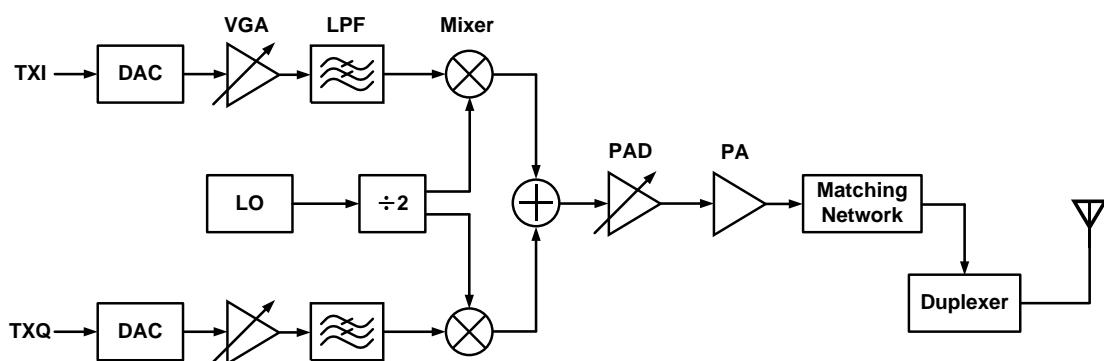 VGA LPF Mixer
TXI DAC
PAD PA
LO ÷2 Matching
Network
Duplexer
TXQ DAC